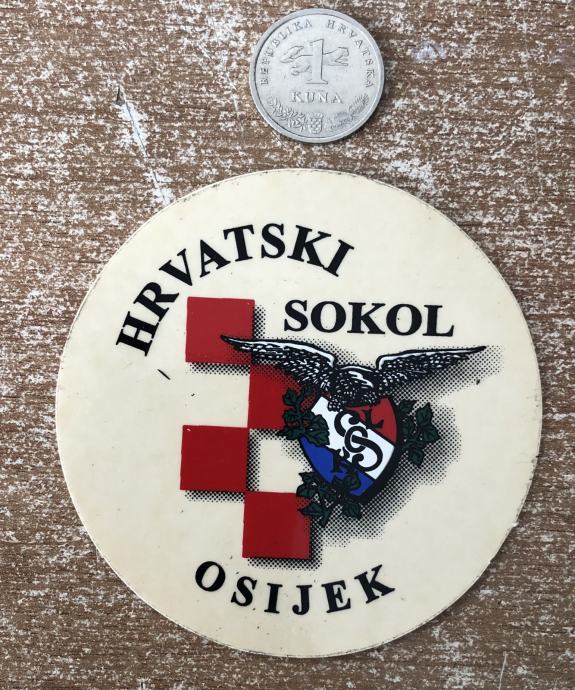 REPUBLIKA HRVATSKA
1
KUNA
HRVATSKI
SOKOL
OSIJEK